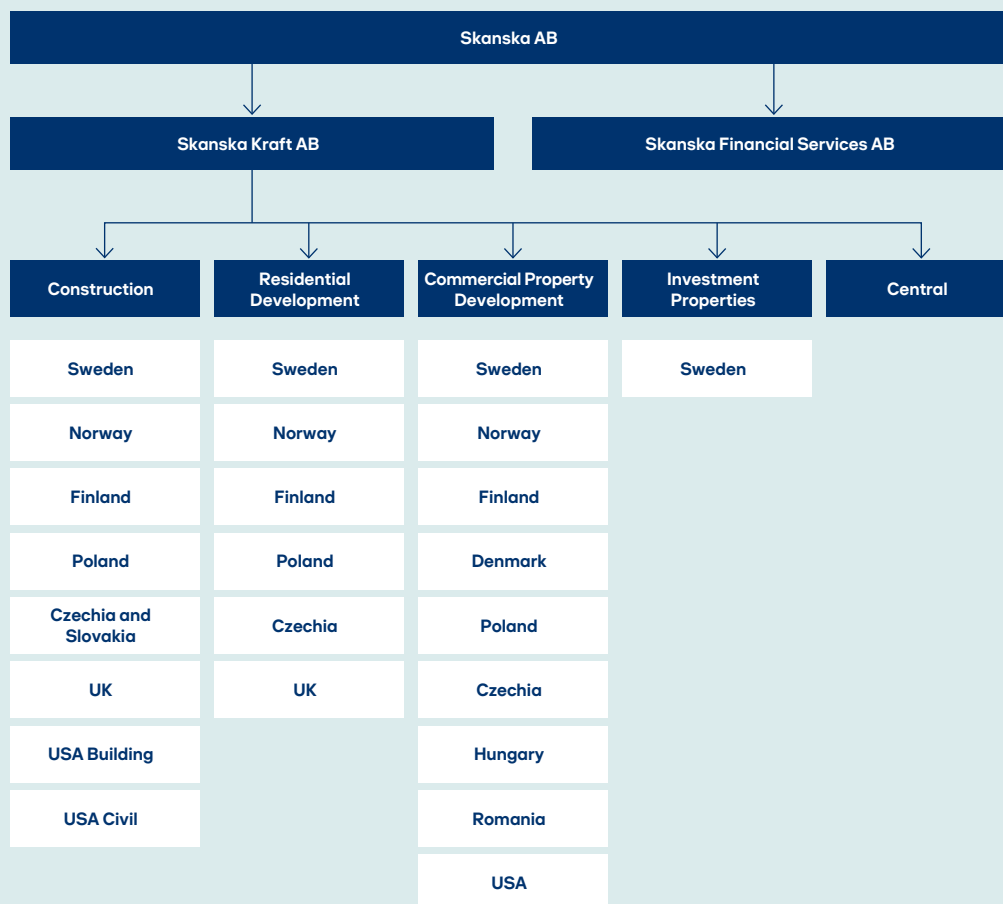 Skanska AB
Skanska Kraft AB
Skanska Financial Services AB
Construction
Residential
Development
Commercial Property
Development
Investment
Properties
Central
Sweden
Norway
Finland
Poland
Czechia and
Slovakia
UK
USA Building
USA Civil
Sweden
Norway
Finland
Poland
Czechia
UK
Sweden
Norway
Finland
Denmark
Poland
Czechia
Hungary
Romania
USA
Sweden